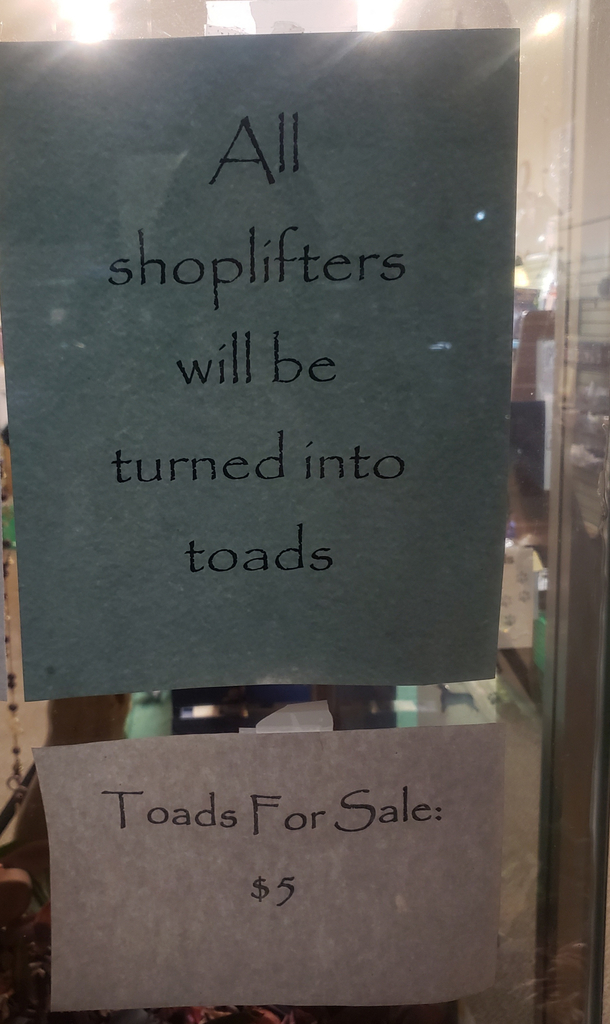 All
shoplifters
will be
turned into
toads
Toads For Sale:
$5